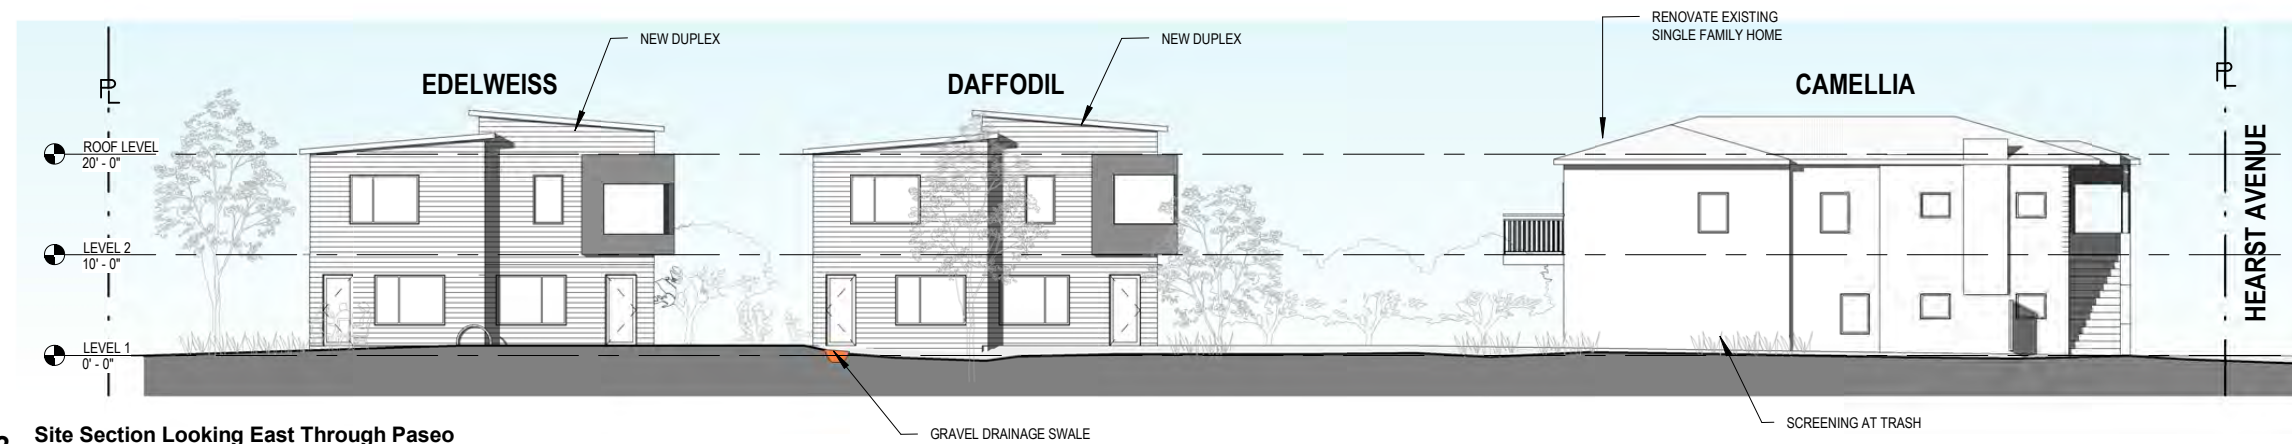 RENOVATE EXISTING
SINGLE FAMILY HOME
NEW DUPLEX
NEW DUPLEX
EDELWEISS
DAFFODIL
CAMELLIA
PL
PL
ROOF LEVEL
20' - 0"
LEVEL 2
10' - 0"
LEVEL 1
0' - 0"
HEARST AVENUE
SCREENING AT TRASH
GRAVEL DRAINAGE SWALE
Site Section Looking East Through Paseo